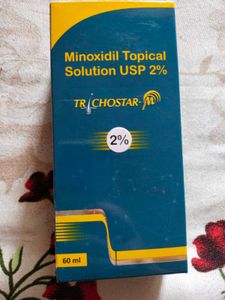 Minoxidil Topical
Solution USP 2%
TRICHOSTAR-M
2%
60 ml